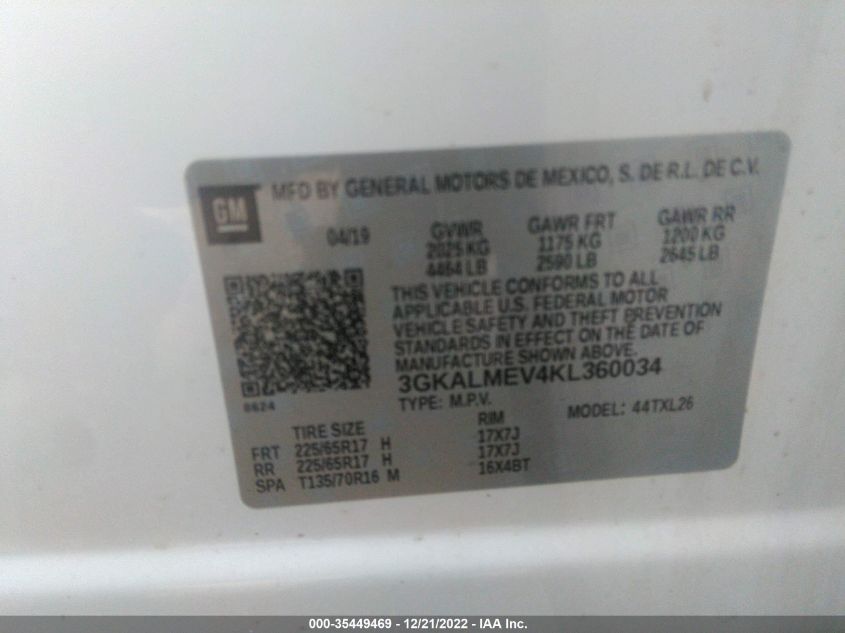 GM
MFD BY GENERAL MOTORS DE MEXICO, S. DE R.L. DE C.V.
04/19
GVWR GAWR FRT GAWR RR
2025 KG 1175 KG 1200 KG
4464 LB 2590 LB 2645 LB
THIS VEHICLE CONFORMS TO ALL
APPLICABLE U.S. FEDERAL MOTOR
VEHICLE SAFETY AND THEFT PREVENTION
STANDARDS IN EFFECT ON THE DATE OF
MANUFACTURE SHOWN ABOVE.
3GKALMEV4KL360034
0624
TYPE: M.P.V. MODEL: 44TXL26
TIRE SIZE RIM
FRT 225/65R17 H 17X7J
RR 225/65R17 H 17X7J
SPA T135/70R16 M 16X4BT
000-35449469 - 12/21/2022 - IAA Inc.